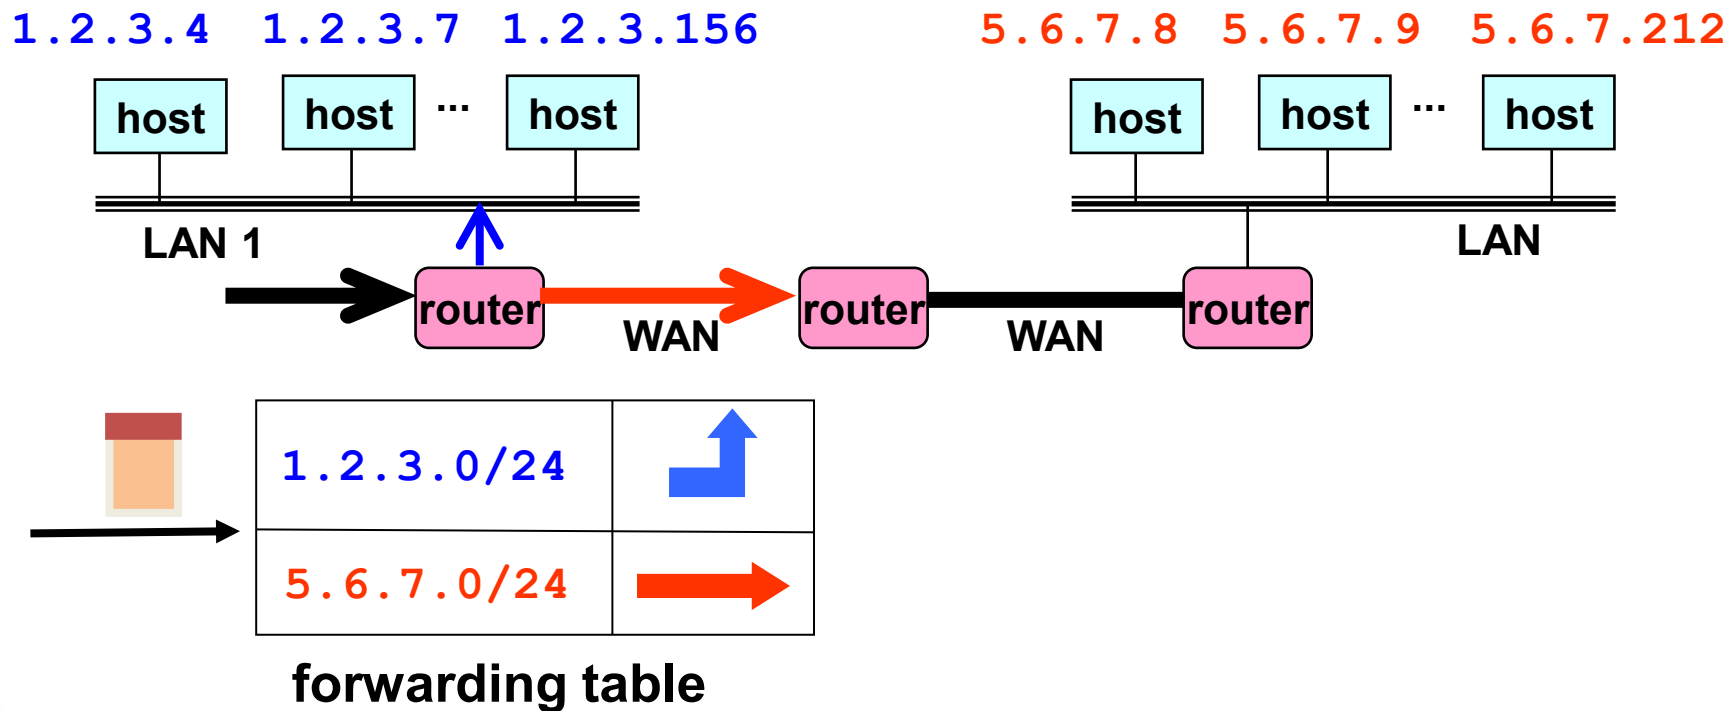 1.2.3.4 1.2.3.7 1.2.3.156 5.6.7.8 5.6.7.9 5.6.7.212
host host ... host host host ... host
LAN 1 LAN
router router router
WAN WAN
1.2.3.0/24
5.6.7.0/24
forwarding table